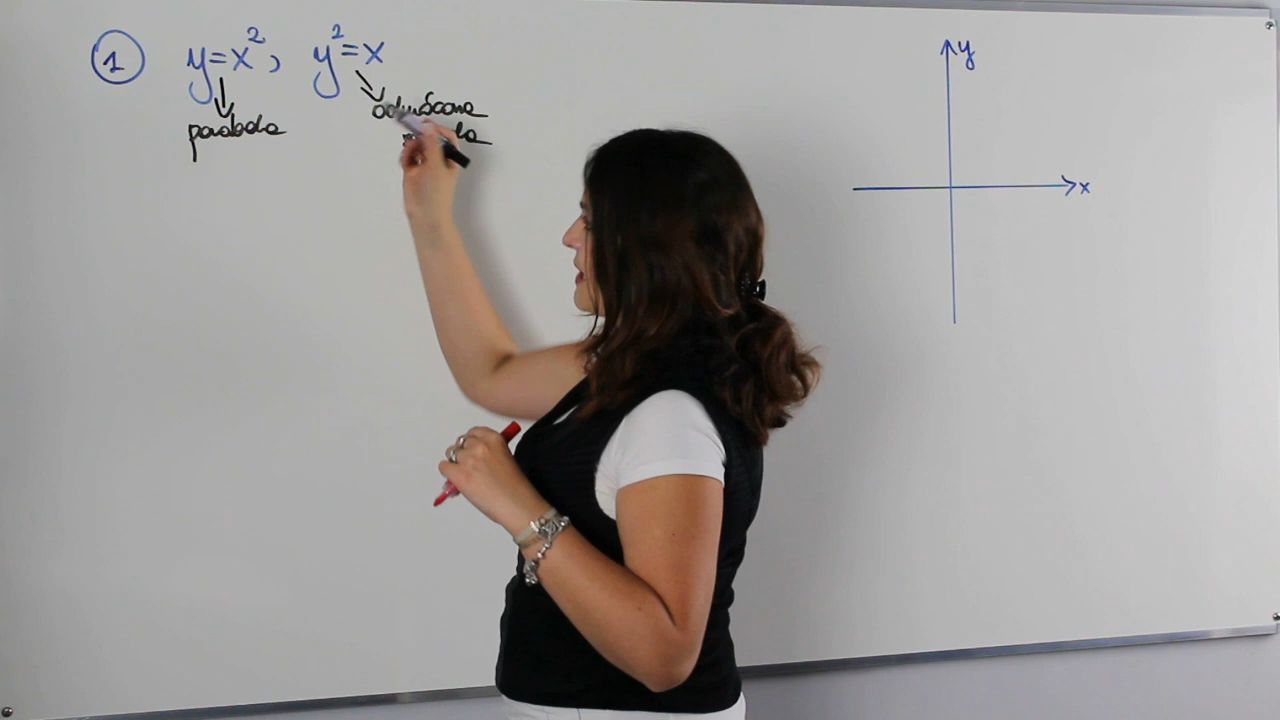 1 y=x², y²=x
parabola
y
x